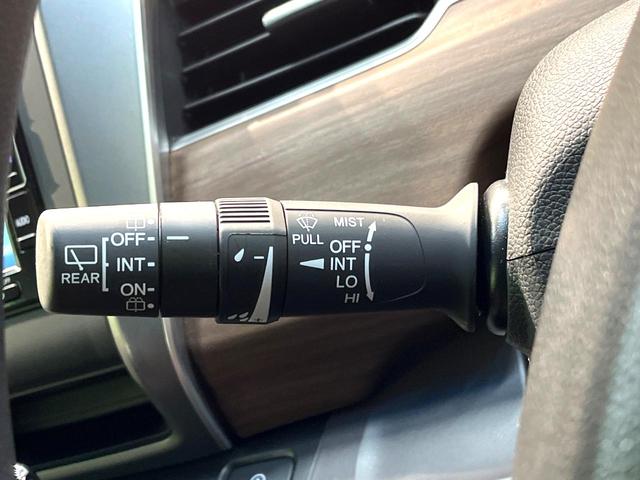 REAR
OFF
INT
ON
PULL
MIST
OFF
INT
LO
HI